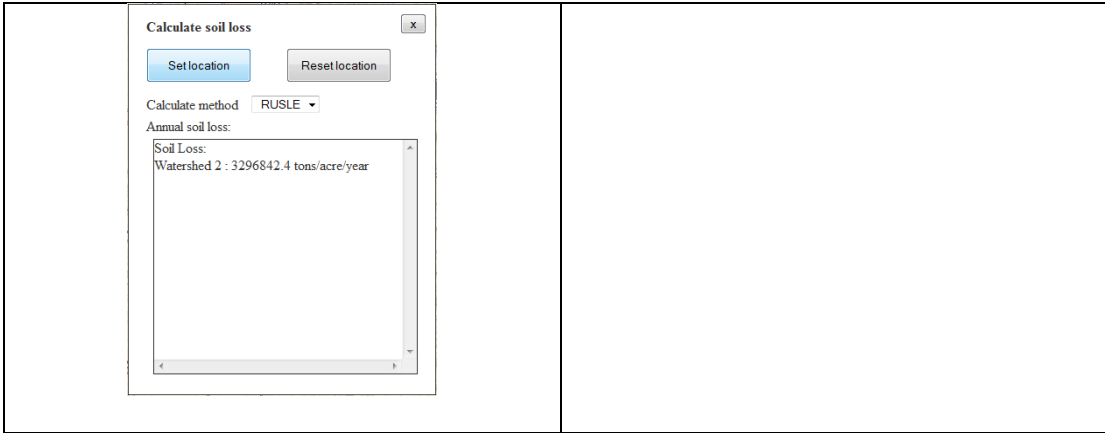 Calculate soil loss
x
Set location
Reset location
Calculate method RUSLE
Annual soil loss:
Soil Loss:
Watershed 2 : 3296842.4 tons/acre/year